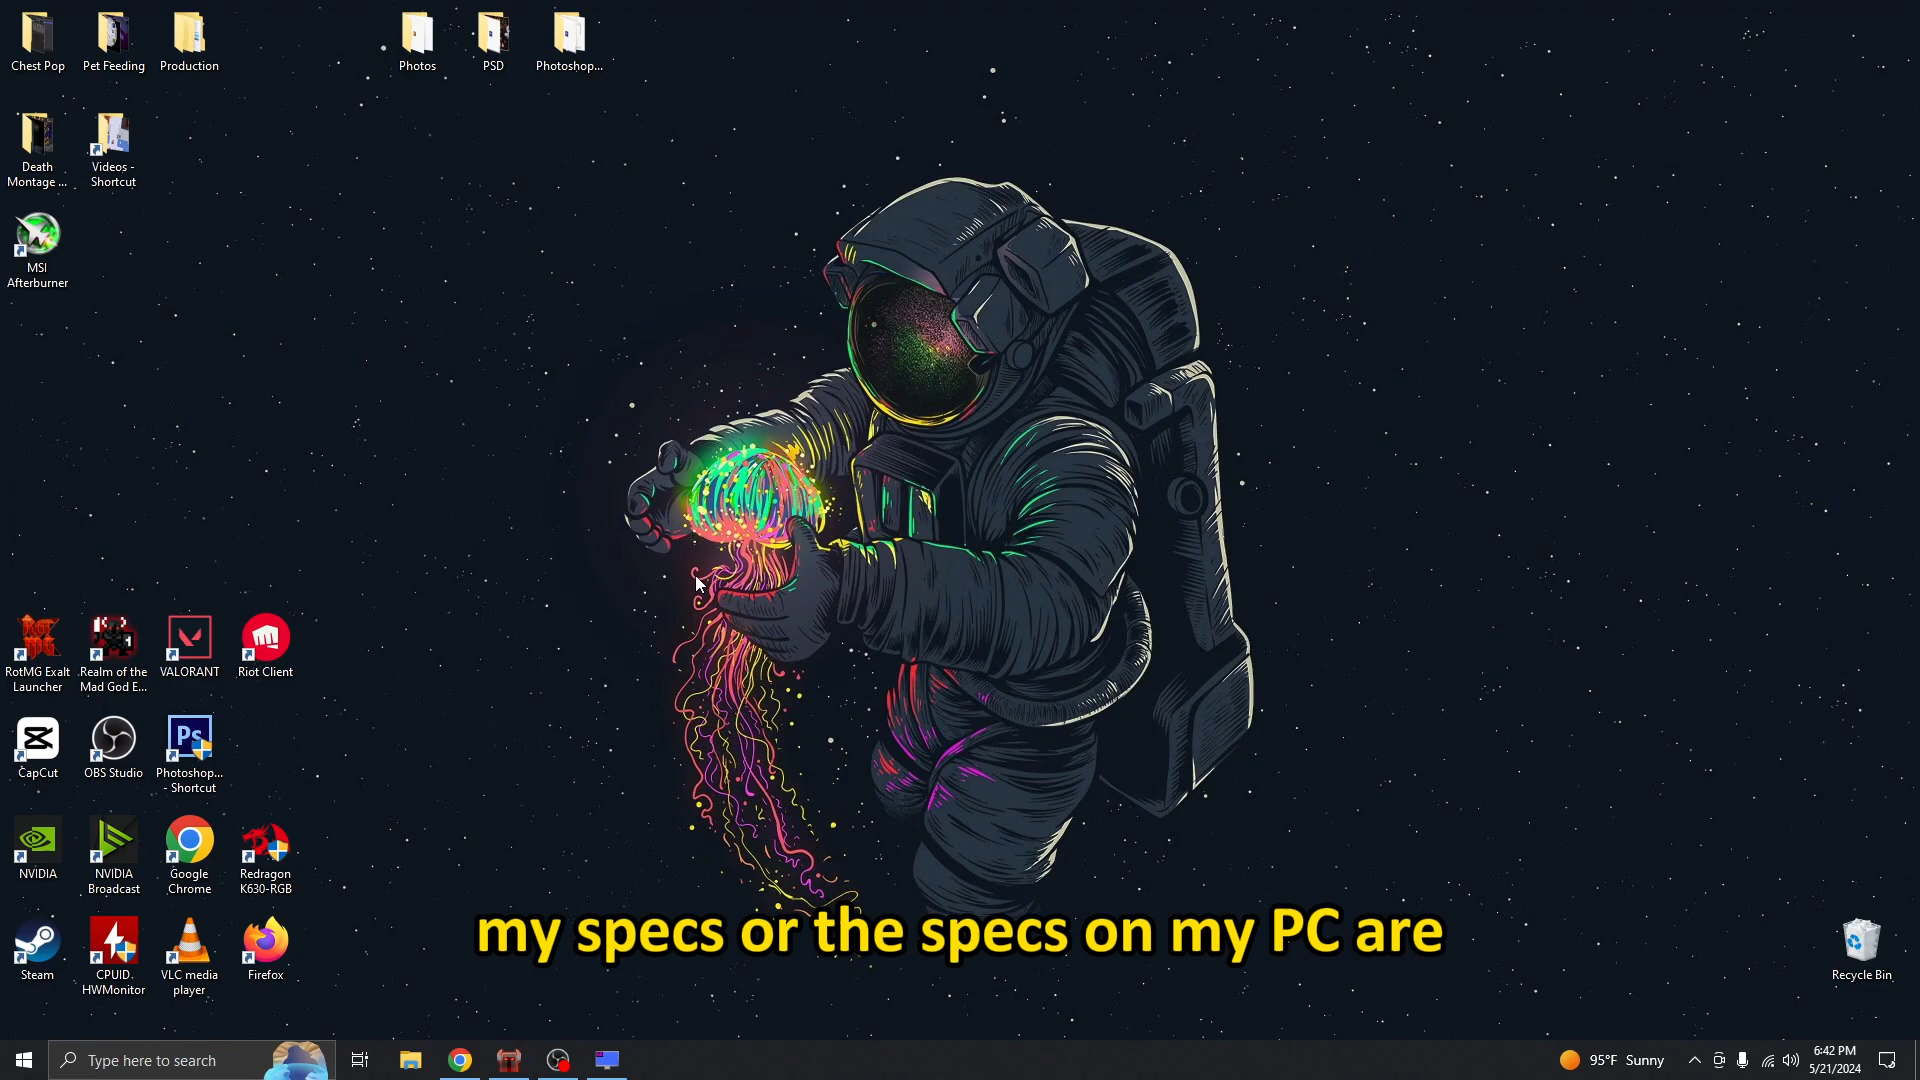 Chest Pop
Pet Feeding
Production
Photos
PSD
Photoshop...
Death
Montage ...
Videos -
Shortcut
MSI
Afterburner
RotMG Exalt
Launcher
Realm of the
Mad God E...
VALORANT
Riot Client
CapCut
OBS Studio
Ps
Photoshop...
- Shortcut
NVIDIA
NVIDIA
Broadcast
Google
Chrome
Redragon
K630-RGB
my specs or the specs on my PC are
Steam
CPUID
HWMonitor
VLC media
player
Firefox
Recycle Bin
Type here to search
95°F Sunny
6:42 PM
5/21/2024